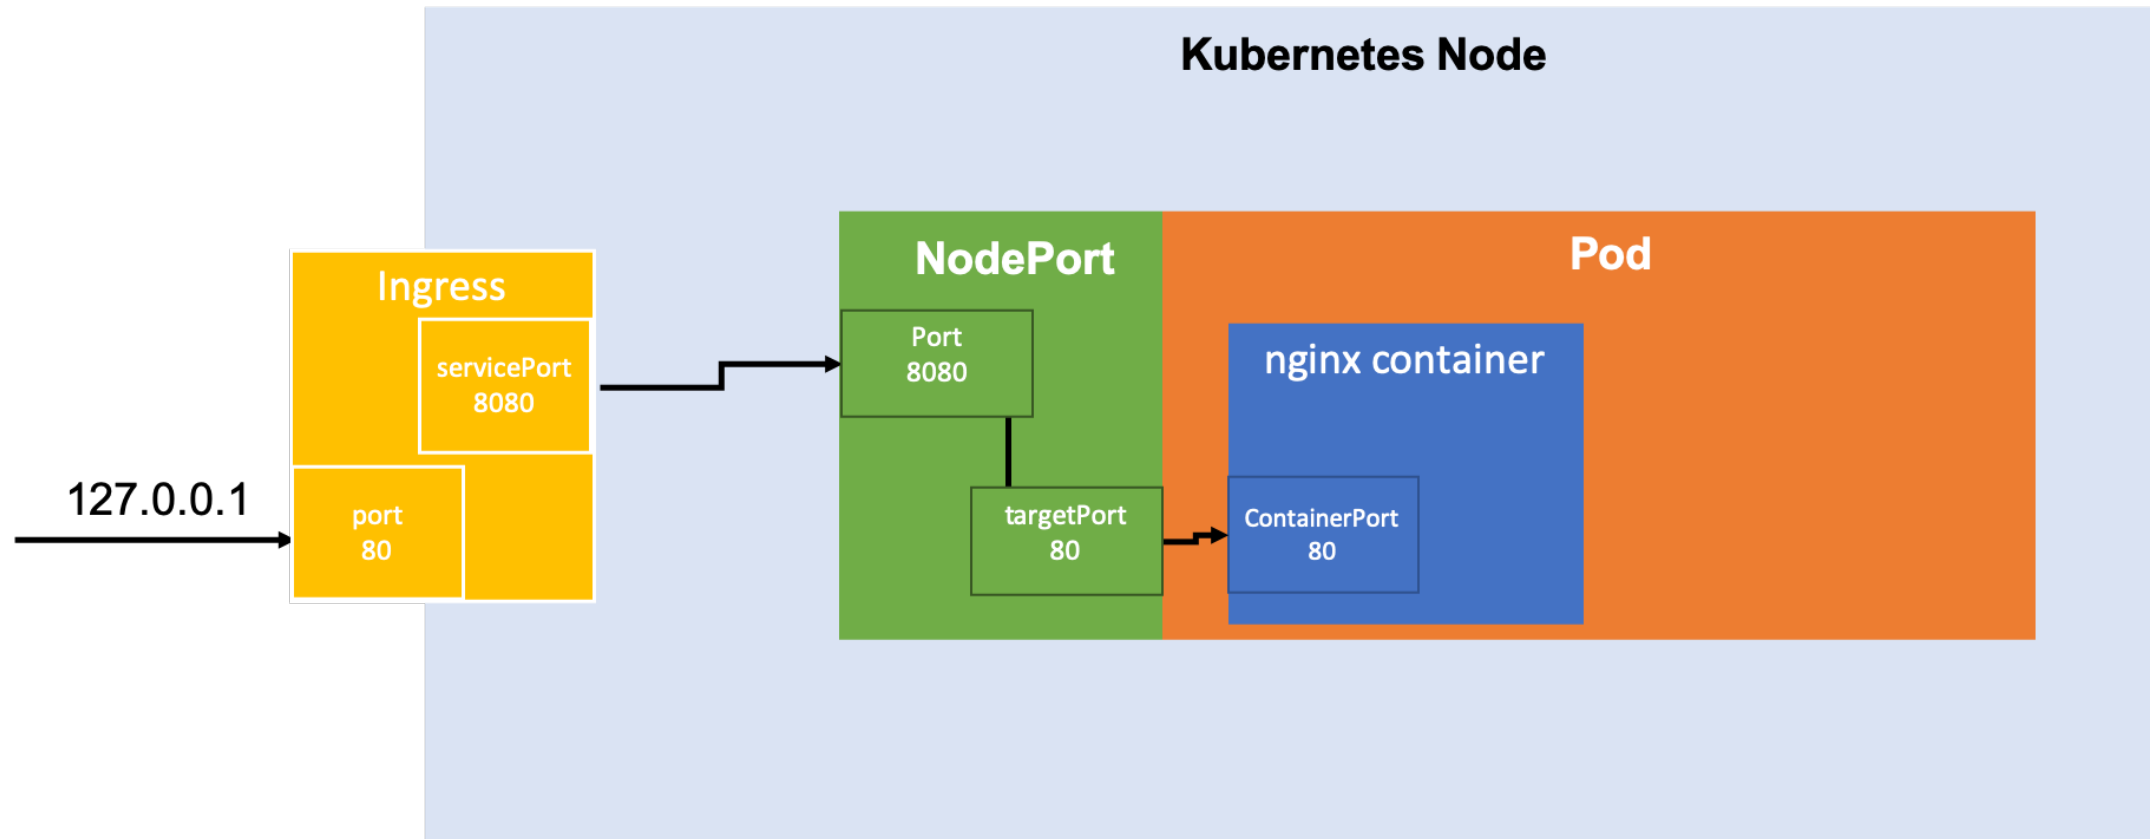 Kubernetes Node
Ingress
servicePort
8080
127.0.0.1
port
80
NodePort
Port
8080
targetPort
80
Pod
nginx container
ContainerPort
80